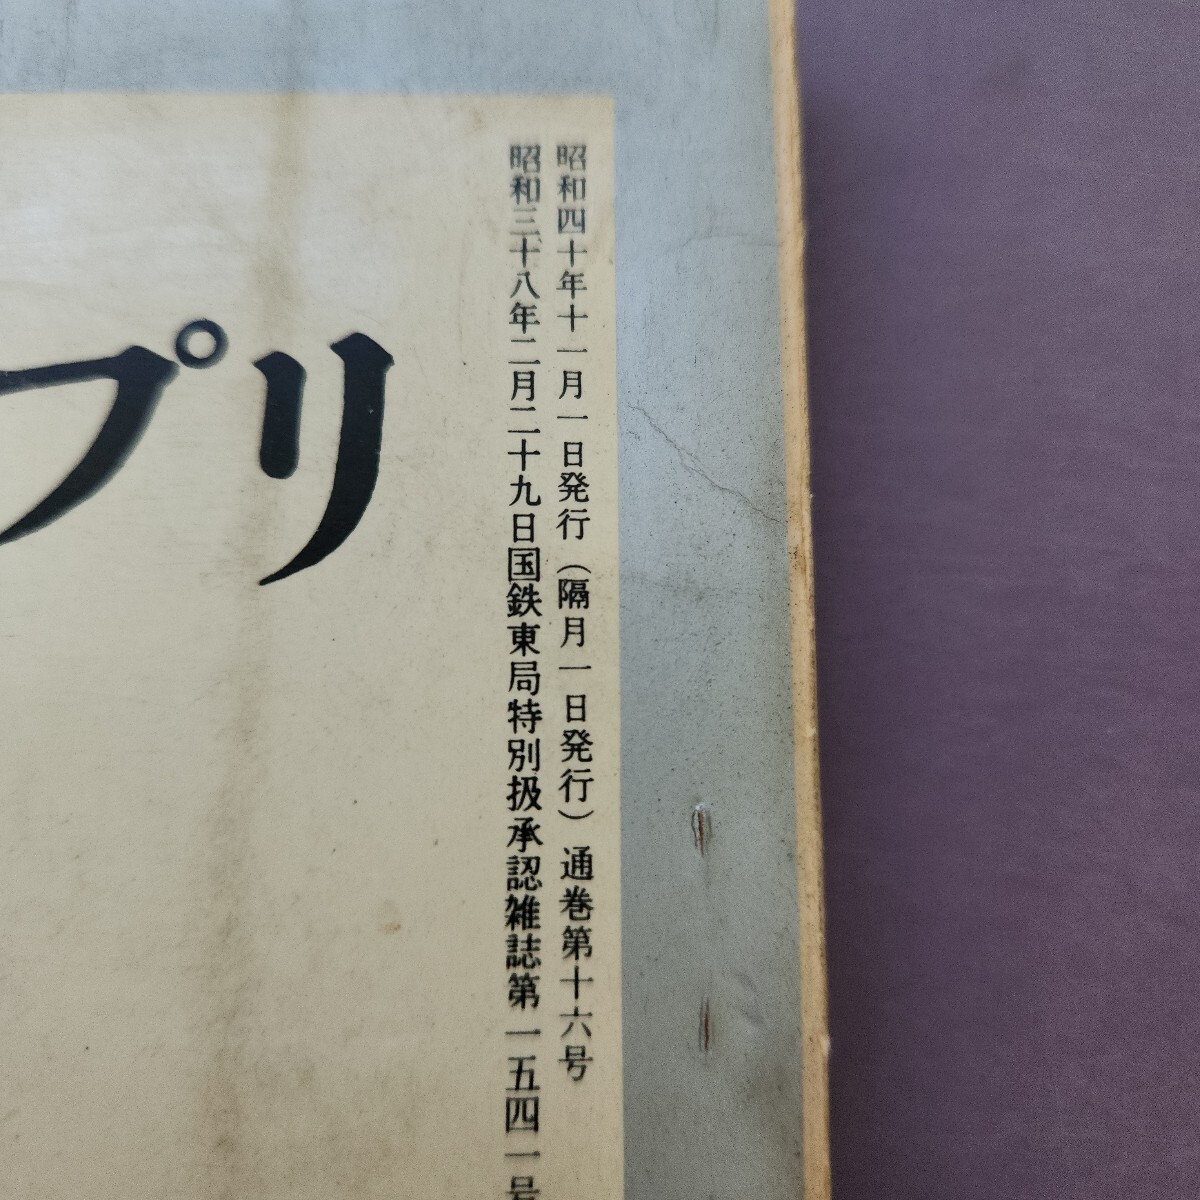 昭和四十年十一月一日発行（隔月一日発行）通巻第十六号
昭和三十八年二月二十九日国鉄東局特別扱承認雑誌第一五四一号
プリ